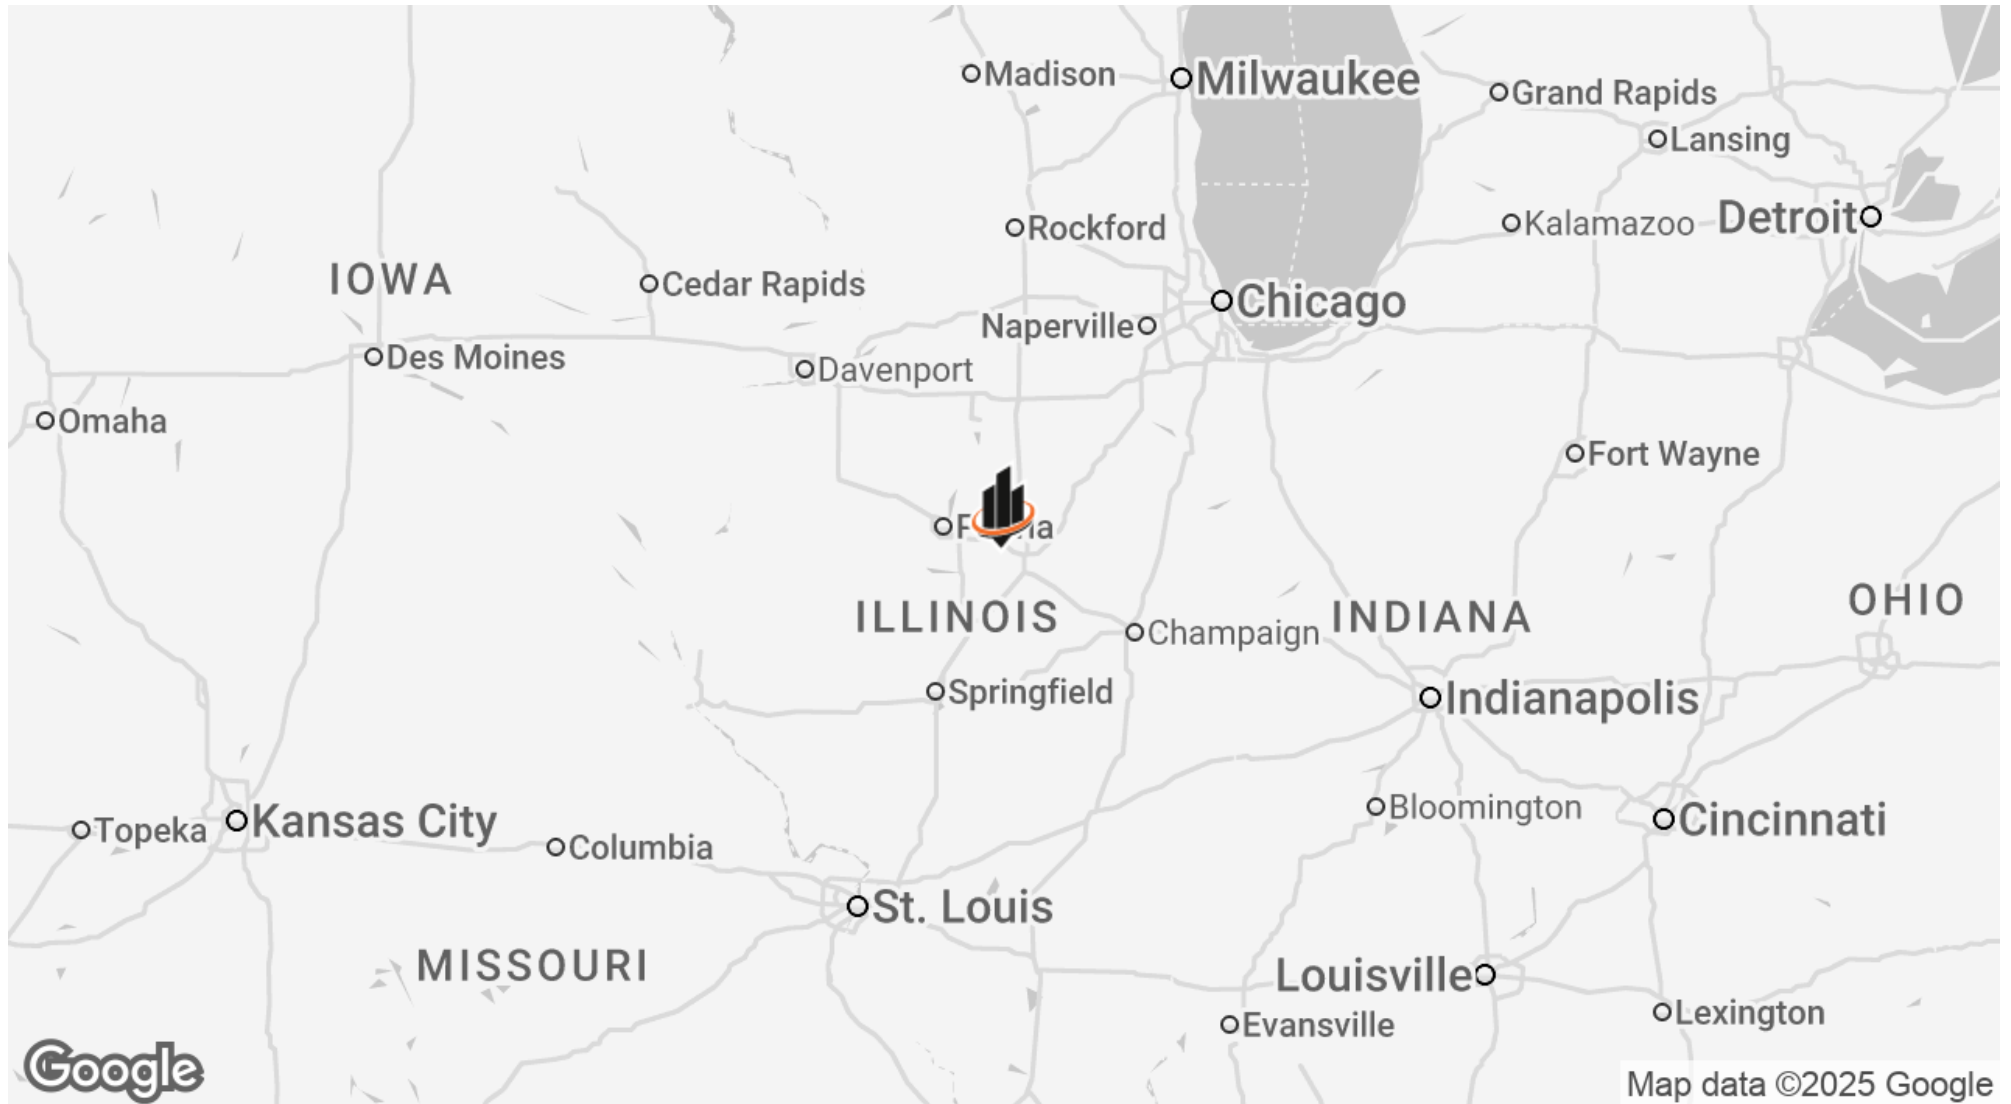 Madison
Milwaukee
Grand Rapids
Lansing
Rockford
Kalamazoo
Detroit
IOWA
Cedar Rapids
Chicago
Naperville
Des Moines
Davenport
Omaha
Fort Wayne
ILLINOIS
INDIANA
OHIO
Champaign
Springfield
Indianapolis
Topeka
Kansas City
Columbia
Bloomington
Cincinnati
St. Louis
MISSOURI
Louisville
Lexington
Evansville
Google
Map data ©2025 Google